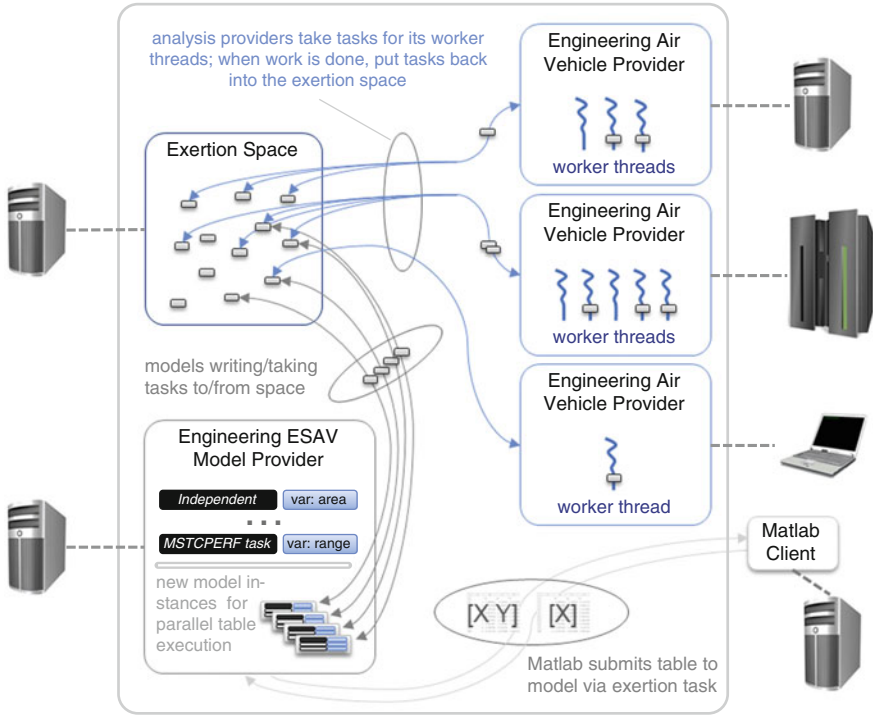 analysis providers take tasks for its worker
threads; when work is done, put tasks back
into the exertion space
Engineering Air
Vehicle Provider
worker threads
Exertion Space
Engineering Air
Vehicle Provider
worker threads
models writing/taking
tasks to/from space
Engineering Air
Vehicle Provider
worker thread
Engineering ESAV
Model Provider
Independent var: area
...
MSTCPERF task var: range
new model in-
stances for
parallel table
execution
Matlab
Client
[X Y] [X]
Matlab submits table to
model via exertion task